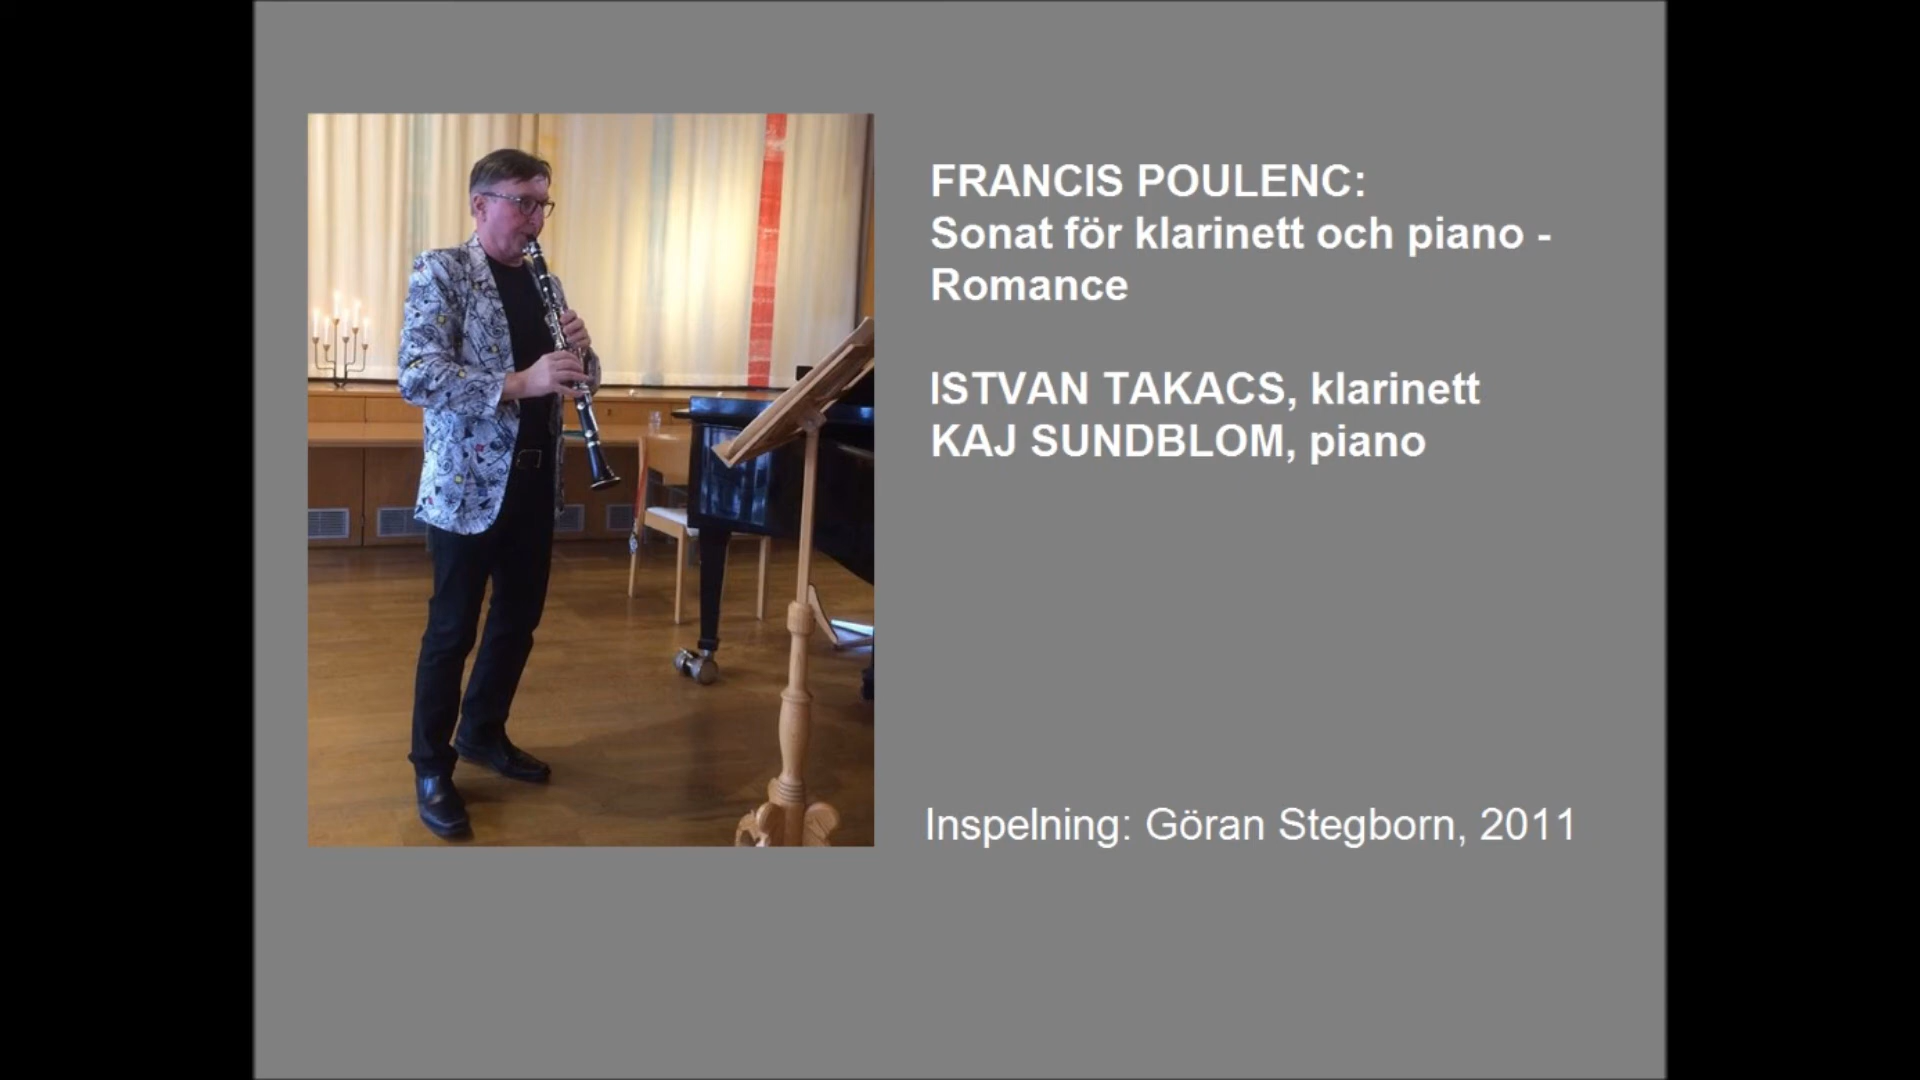 FRANCIS POULENC:
Sonat för klarinett och piano -
Romance
ISTVAN TAKACS, klarinett
KAJ SUNDBLOM, piano
Inspelning: Göran Stegborn, 2011